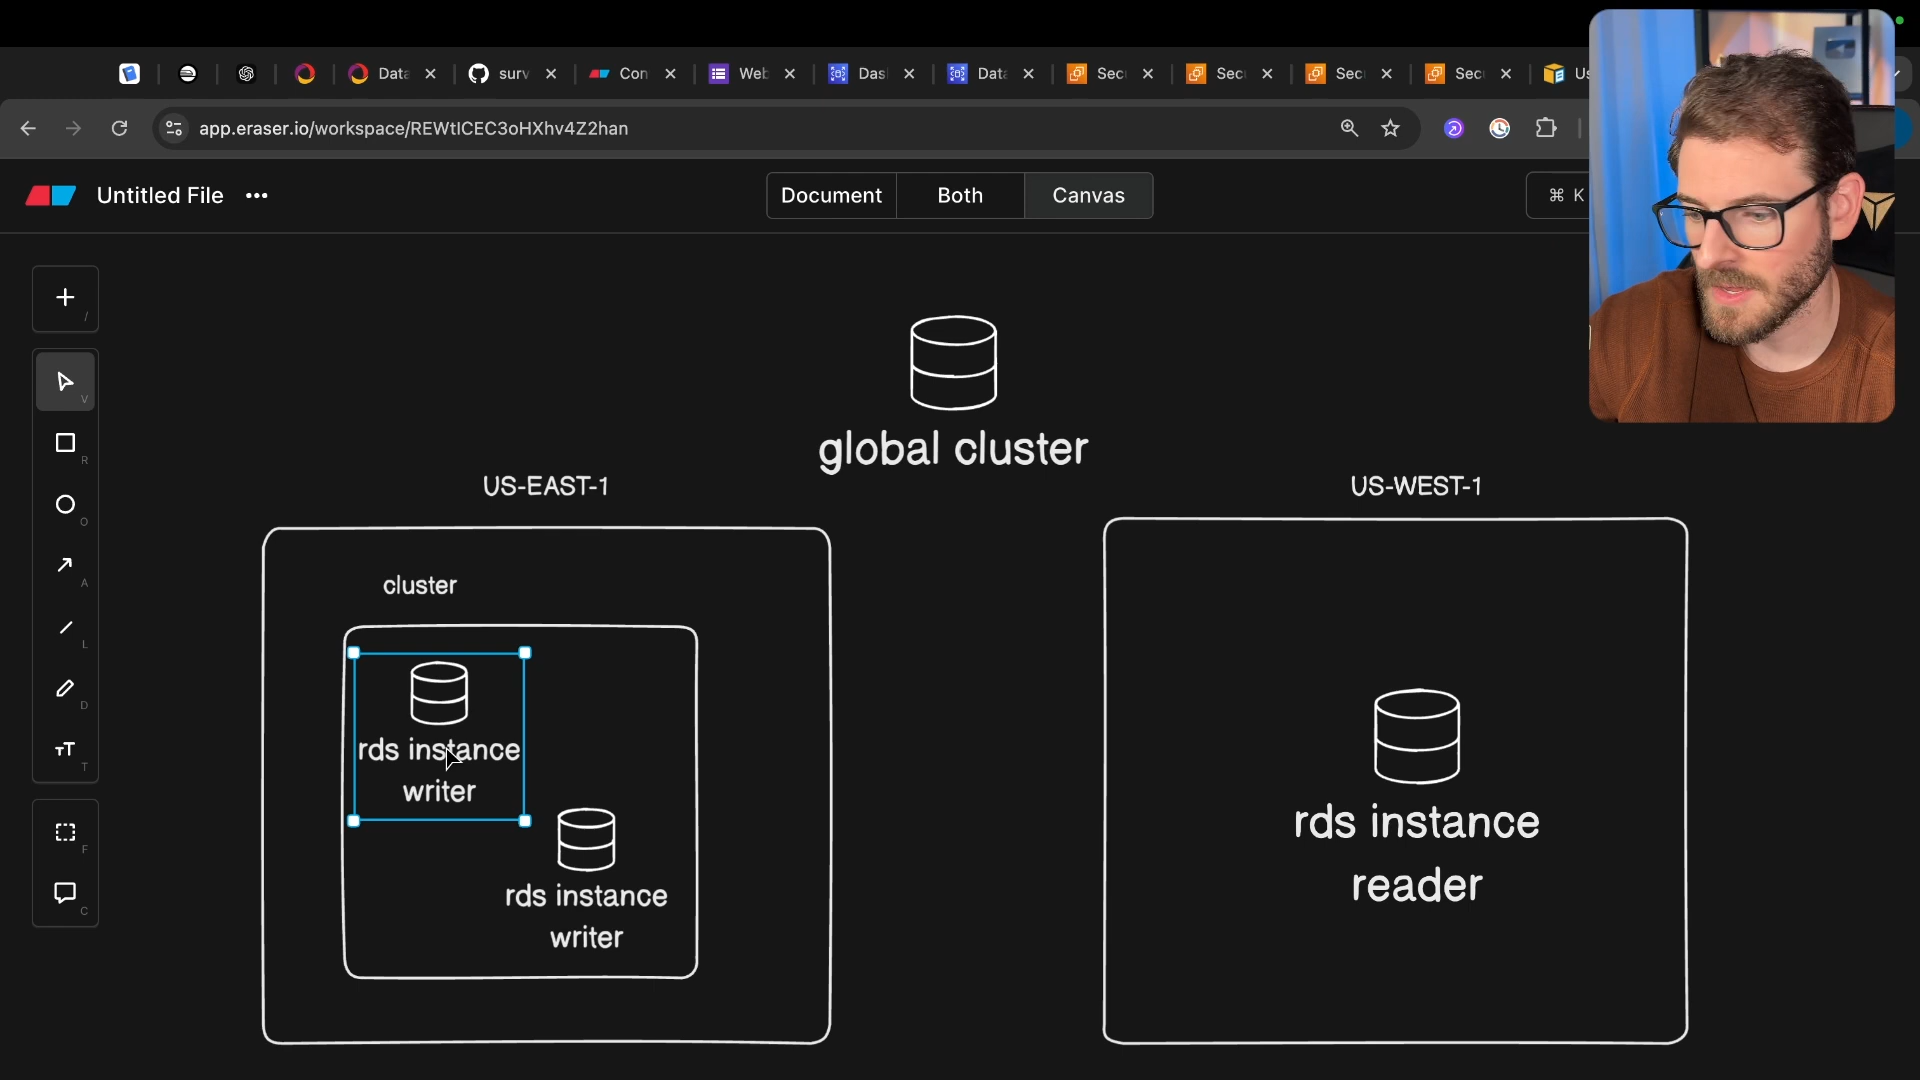 Data
surv
Con
Web
Das
Data
Sec
Sec
Sec
Sec
Us
app.eraser.io/workspace/REWtlCEC3oHXhv4Z2han
Untitled File
Document
Both
Canvas
⌘ K
/
V
R
O
A
L
D
T
F
C
global cluster
US-EAST-1
US-WEST-1
cluster
rds instance
writer
rds instance
writer
rds instance
reader